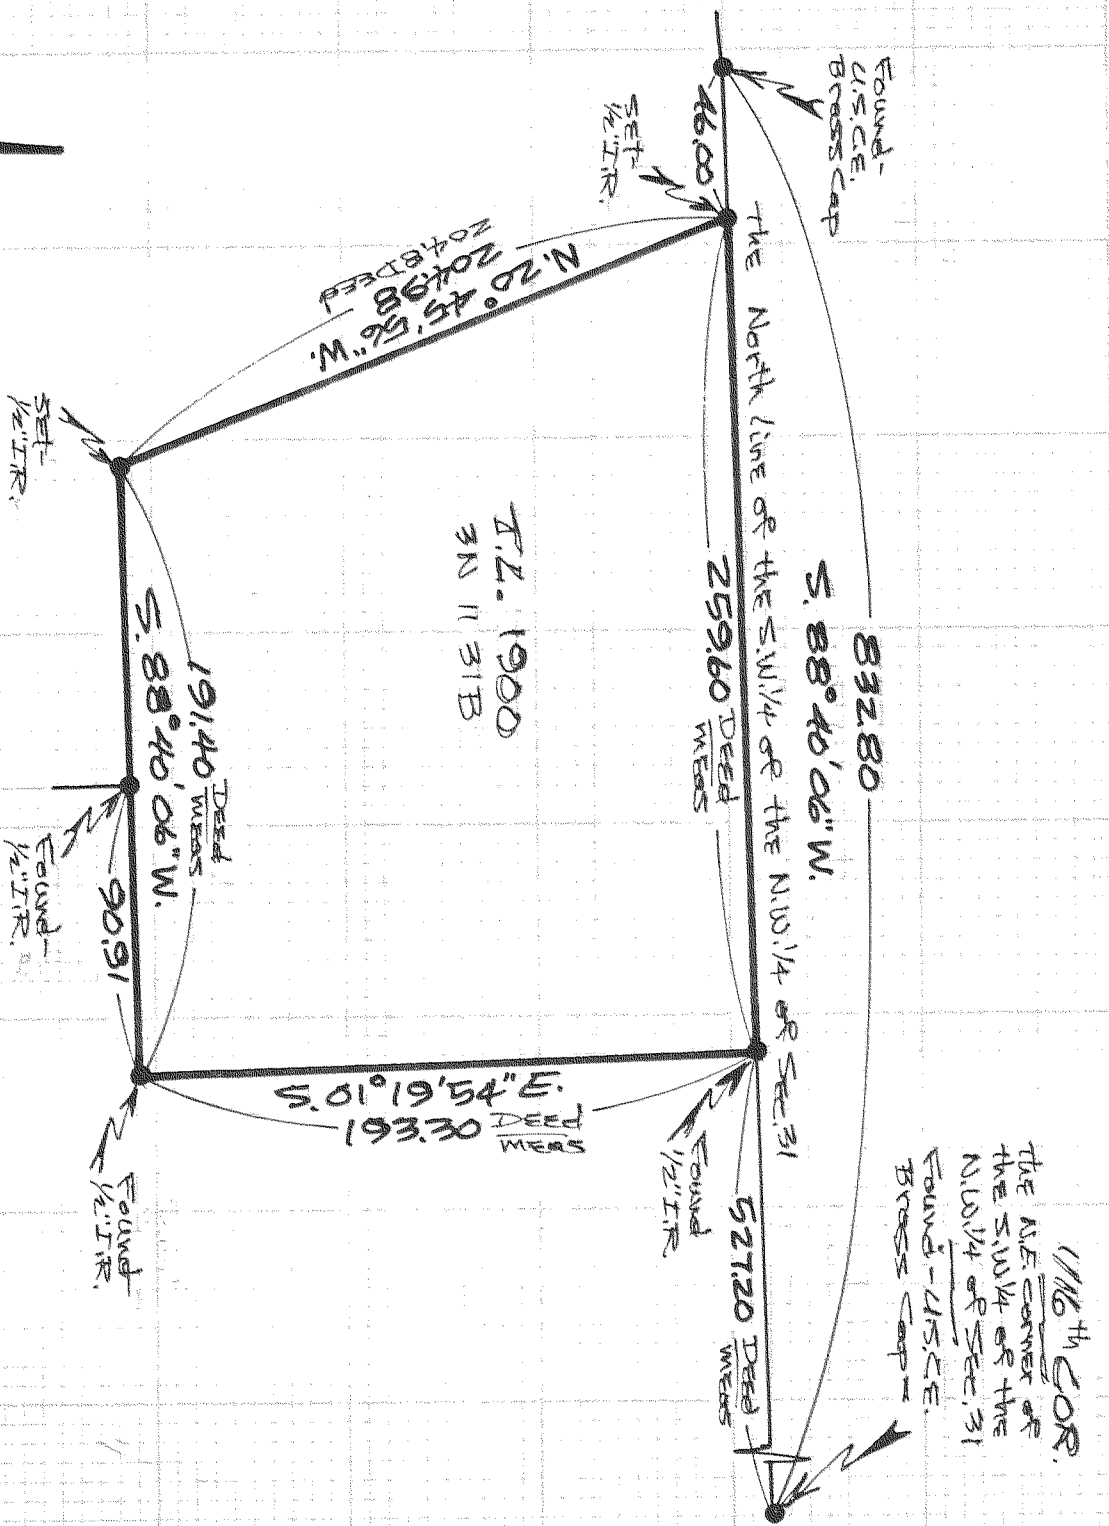 Found-
U.S.C.E.
Brass Cap
832.80
S. 88° 40' 06" W.
1/16th COR.
the N.E. corner of
the S.W.1/4 of the
N.W.1/4 of SEC. 31
Found-U.S.C.E.
Brass Cap-
The North line of the S.W.1/4 of the N.W.1/4 of Sec. 31
46.00
259.60 DEED
MEAS
527.20 DEED
MEAS
SET-
1/2" I.R.
Found
1/2" I.R.
N. 20° 45' 56" W.
204.98
204.8 DEED
T.L. 1900
3N 11 31B
S. 01° 19' 54" E.
193.30 DEED
MEAS
191.40 DEED
MEAS
S. 88° 40' 06" W.
90.91
SET-
1/2" I.R.
Found-
1/2" I.R.
Found-
1/2" I.R.